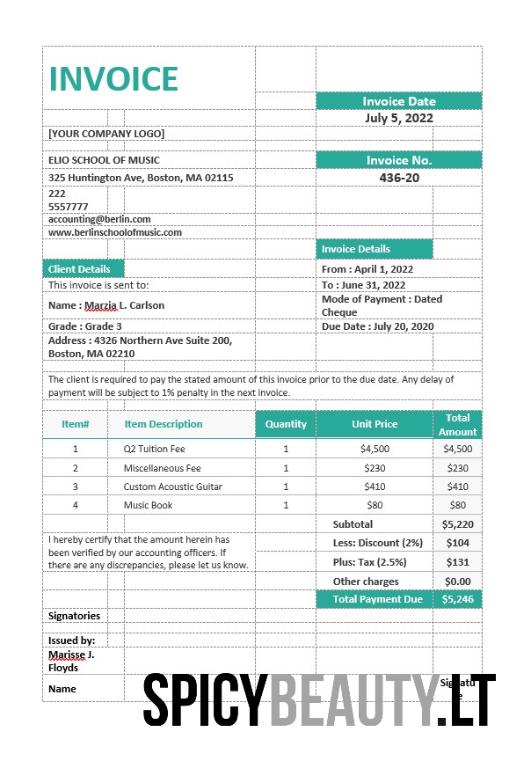 INVOICE
Invoice Date
July 5, 2022
[YOUR COMPANY LOGO]
ELIO SCHOOL OF MUSIC
Invoice No.
325 Huntington Ave, Boston, MA 02115
436-20
222
5557777
accounting@berlin.com
www.berlinschoolofmusic.com
Invoice Details
Client Details
From : April 1, 2022
This invoice is sent to:
To : June 31, 2022
Name : Marzia L. Carlson
Mode of Payment : Dated
Cheque
Grade : Grade 3
Due Date : July 20, 2020
Address : 4326 Northern Ave Suite 200,
Boston, MA 02210
The client is required to pay the stated amount of this invoice prior to the due date. Any delay of
payment will be subject to 1% penalty in the next invoice.
Item# Item Description Quantity Unit Price Total Amount
1 Q2 Tuition Fee 1 $4,500 $4,500
2 Miscellaneous Fee 1 $230 $230
3 Custom Acoustic Guitar 1 $410 $410
4 Music Book 1 $80 $80
Subtotal $5,220
I hereby certify that the amount herein has
been verified by our accounting officers. If
there are any discrepancies, please let us know.
Less: Discount (2%) $104
Plus: Tax (2.5%) $131
Other charges $0.00
Total Payment Due $5,246
Signatories
Issued by:
Marisse J.
Floyds
Name
SPICYBEAUTY.LT